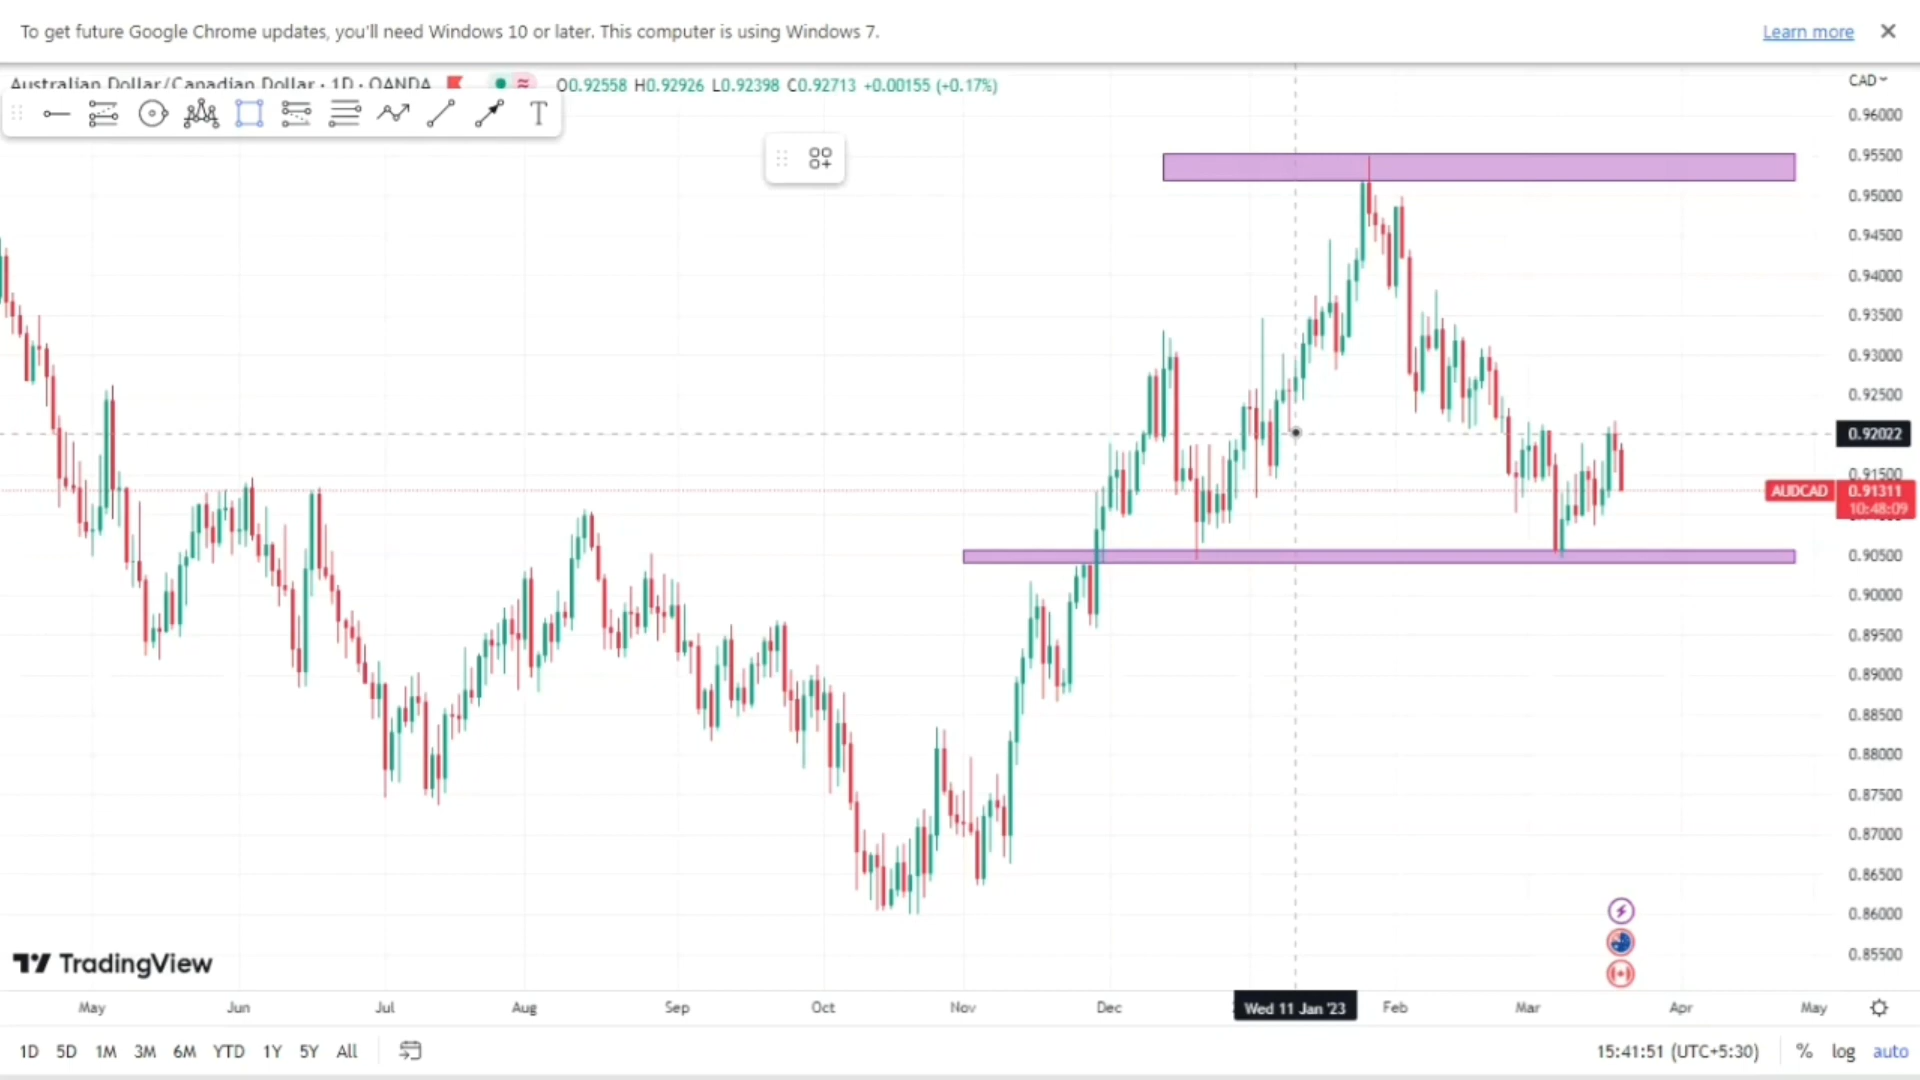 To get future Google Chrome updates, you'll need Windows 10 or later. This computer is using Windows 7.
Learn more
Australian Dollar/Canadian Dollar · 1D · OANDA
O0.92558 H0.92926 L0.92398 C0.92713 +0.00155 (+0.17%)
CAD
T
0.96000
0.95500
0.95000
0.94500
0.94000
0.93500
0.93000
0.92500
0.92022
0.91500
AUDCAD 0.91311
10:48:09
0.90500
0.90000
0.89500
0.89000
0.88500
0.88000
0.87500
0.87000
0.86500
0.86000
0.85500
TradingView
May Jun Jul Aug Sep Oct Nov Dec Wed 11 Jan '23 Feb Mar Apr May
1D 5D 1M 3M 6M YTD 1Y 5Y All
15:41:51 (UTC+5:30) % log auto